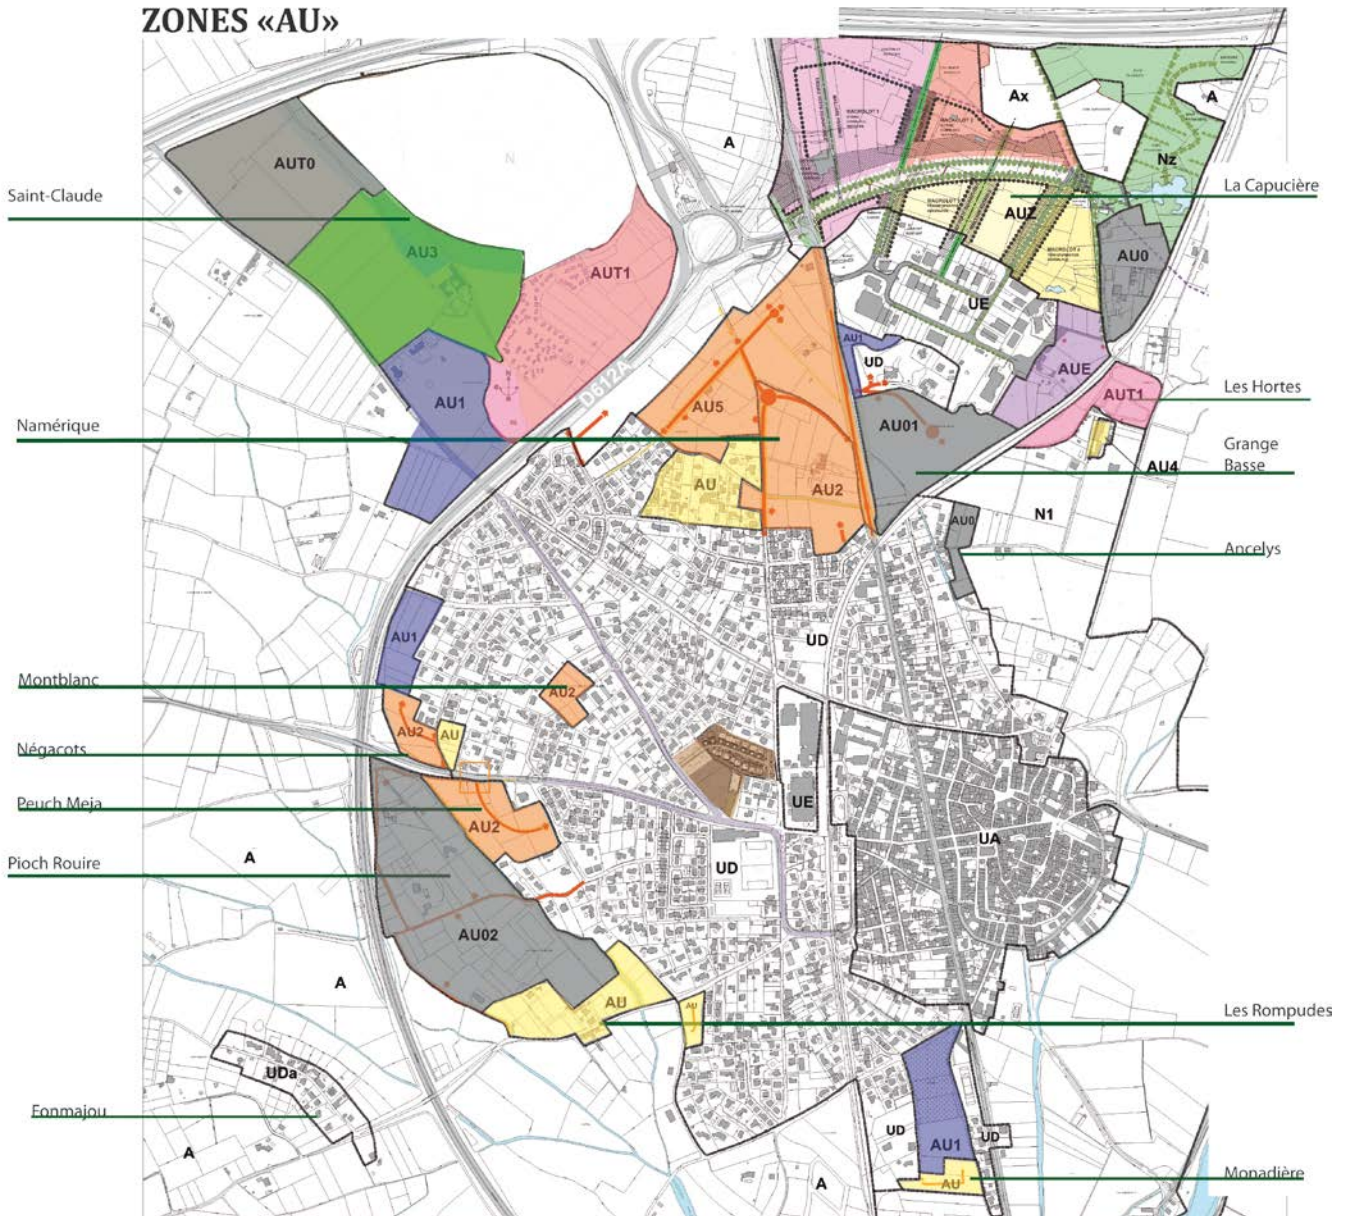 ZONES «AU»
Ax
A
AUT0
A
N
Nz
Saint-Claude
La Capucière
AUZ
AU3
AU0
AUT1
UE
AU1
UD
D612A
AUE
Les Hortes
AUT1
AU1
AU5
Namérique
AU01
Grange
Basse
AU4
AU
AU2
N1
AU0
Ancelys
AU1
UD
Montblanc
AU2
AU2
AU
Négacots
UE
Peuch Meja
AU2
UA
A
Pioch Rouire
UD
AU02
A
AU
AU
Les Rompudes
UDa
Fonmajou
UD
AU1
UD
A
Monadière
A
AU